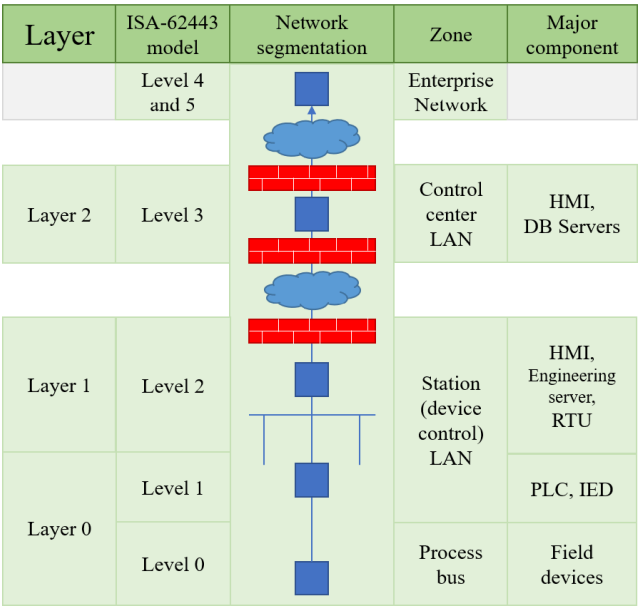 Layer
ISA-62443
model
Network
segmentation
Zone
Major
component
Level 4
and 5
Enterprise
Network
Layer 2
Level 3
Control
center
LAN
HMI,
DB Servers
Layer 1
Level 2
Station
(device
control)
LAN
HMI,
Engineering
server,
RTU
Layer 0
Level 1
PLC, IED
Level 0
Process
bus
Field
devices